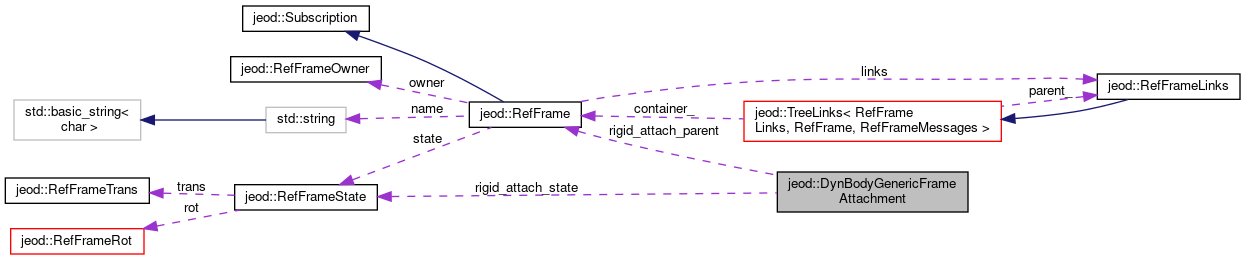 jeod::Subscription
jeod::RefFrameOwner
owner
links
jeod::RefFrameLinks
parent_
std::basic_string<
char >
std::string
name
jeod::RefFrame
container_
jeod::TreeLinks< RefFrame
Links, RefFrame, RefFrameMessages >
rigid_attach_parent
state
jeod::RefFrameTrans
trans
jeod::RefFrameState
rigid_attach_state
jeod::DynBodyGenericFrame
Attachment
rot
jeod::RefFrameRot